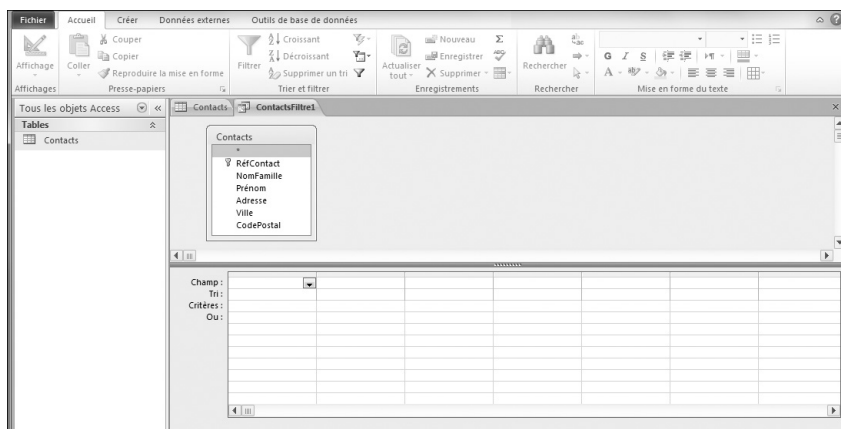 Fichier Accueil Créer Données externes Outils de base de données
Affichage
Affichages
Coller
Couper
Copier
Reproduire la mise en forme
Presse-papiers
Filtrer
Croissant
Décroissant
Supprimer un tri
Trier et filtrer
Actualiser tout
Nouveau
Enregistrer
Supprimer
Enregistrements
Rechercher
Rechercher
G I S
A
Mise en forme du texte
Tous les objets Access
Tables
Contacts
Contacts ContactsFiltre1
Contacts
*
RéfContact
NomFamille
Prénom
Adresse
Ville
CodePostal
Champ :
Tri :
Critères :
Ou :